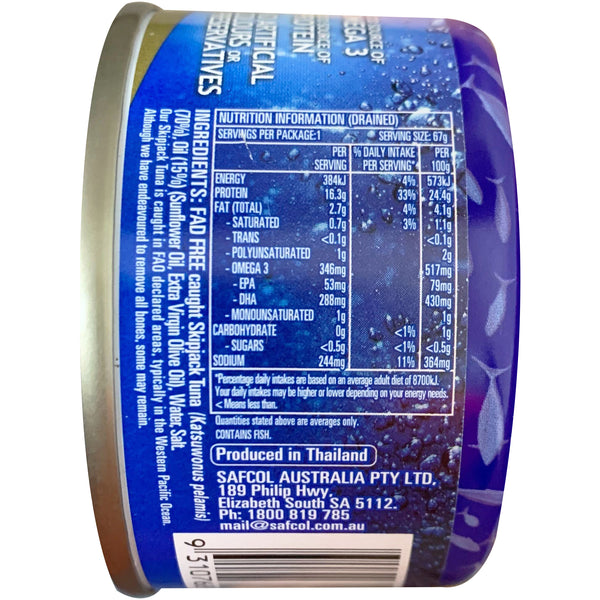 SOURCE OF
OMEGA 3
SOURCE OF
PROTEIN
ARTIFICIAL
COLOURS OR
PRESERVATIVES
INGREDIENTS: FAD FREE caught Skipjack Tuna (Katsuwonus pelamis)
(70%), Oil (15%) (Sunflower Oil, Extra Virgin Olive Oil), Water, Salt.
Our Skipjack Tuna is caught in FAO declared areas, typically in the Western Pacific Ocean.
Although we have endeavoured to remove all bones, some may remain.
NUTRITION INFORMATION (DRAINED)
SERVINGS PER PACKAGE:1 SERVING SIZE: 67g
PER SERVING % DAILY INTAKE PER SERVING* PER 100g
ENERGY 384kJ 4% 573kJ
PROTEIN 16.3g 33% 24.4g
FAT (TOTAL) 2.7g 4% 4.1g
- SATURATED 0.7g 3% 1.1g
- TRANS <0.1g <0.1g
- POLYUNSATURATED 1g 2g
- OMEGA 3 346mg 517mg
- EPA 53mg 79mg
- DHA 288mg 430mg
- MONOUNSATURATED 1g 1g
CARBOHYDRATE 0g <1% 1g
- SUGARS <0.5g <1% <0.5g
SODIUM 244mg 11% 364mg
*Percentage daily intakes are based on an average adult diet of 8700kJ.
Your daily intakes may be higher or lower depending on your energy needs.
< Means less than.
Quantities stated above are averages only.
CONTAINS FISH.
Produced in Thailand
SAFCOL AUSTRALIA PTY LTD,
189 Philip Hwy,
Elizabeth South SA 5112.
Ph: 1800 819 785
mail@safcol.com.au
9 3107